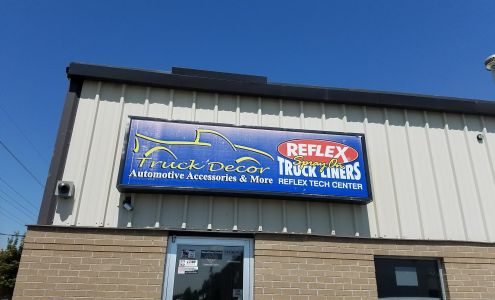 Truck Decor
Automotive Accessories & More
REFLEX
Spray On
TRUCK LINERS
REFLEX TECH CENTER